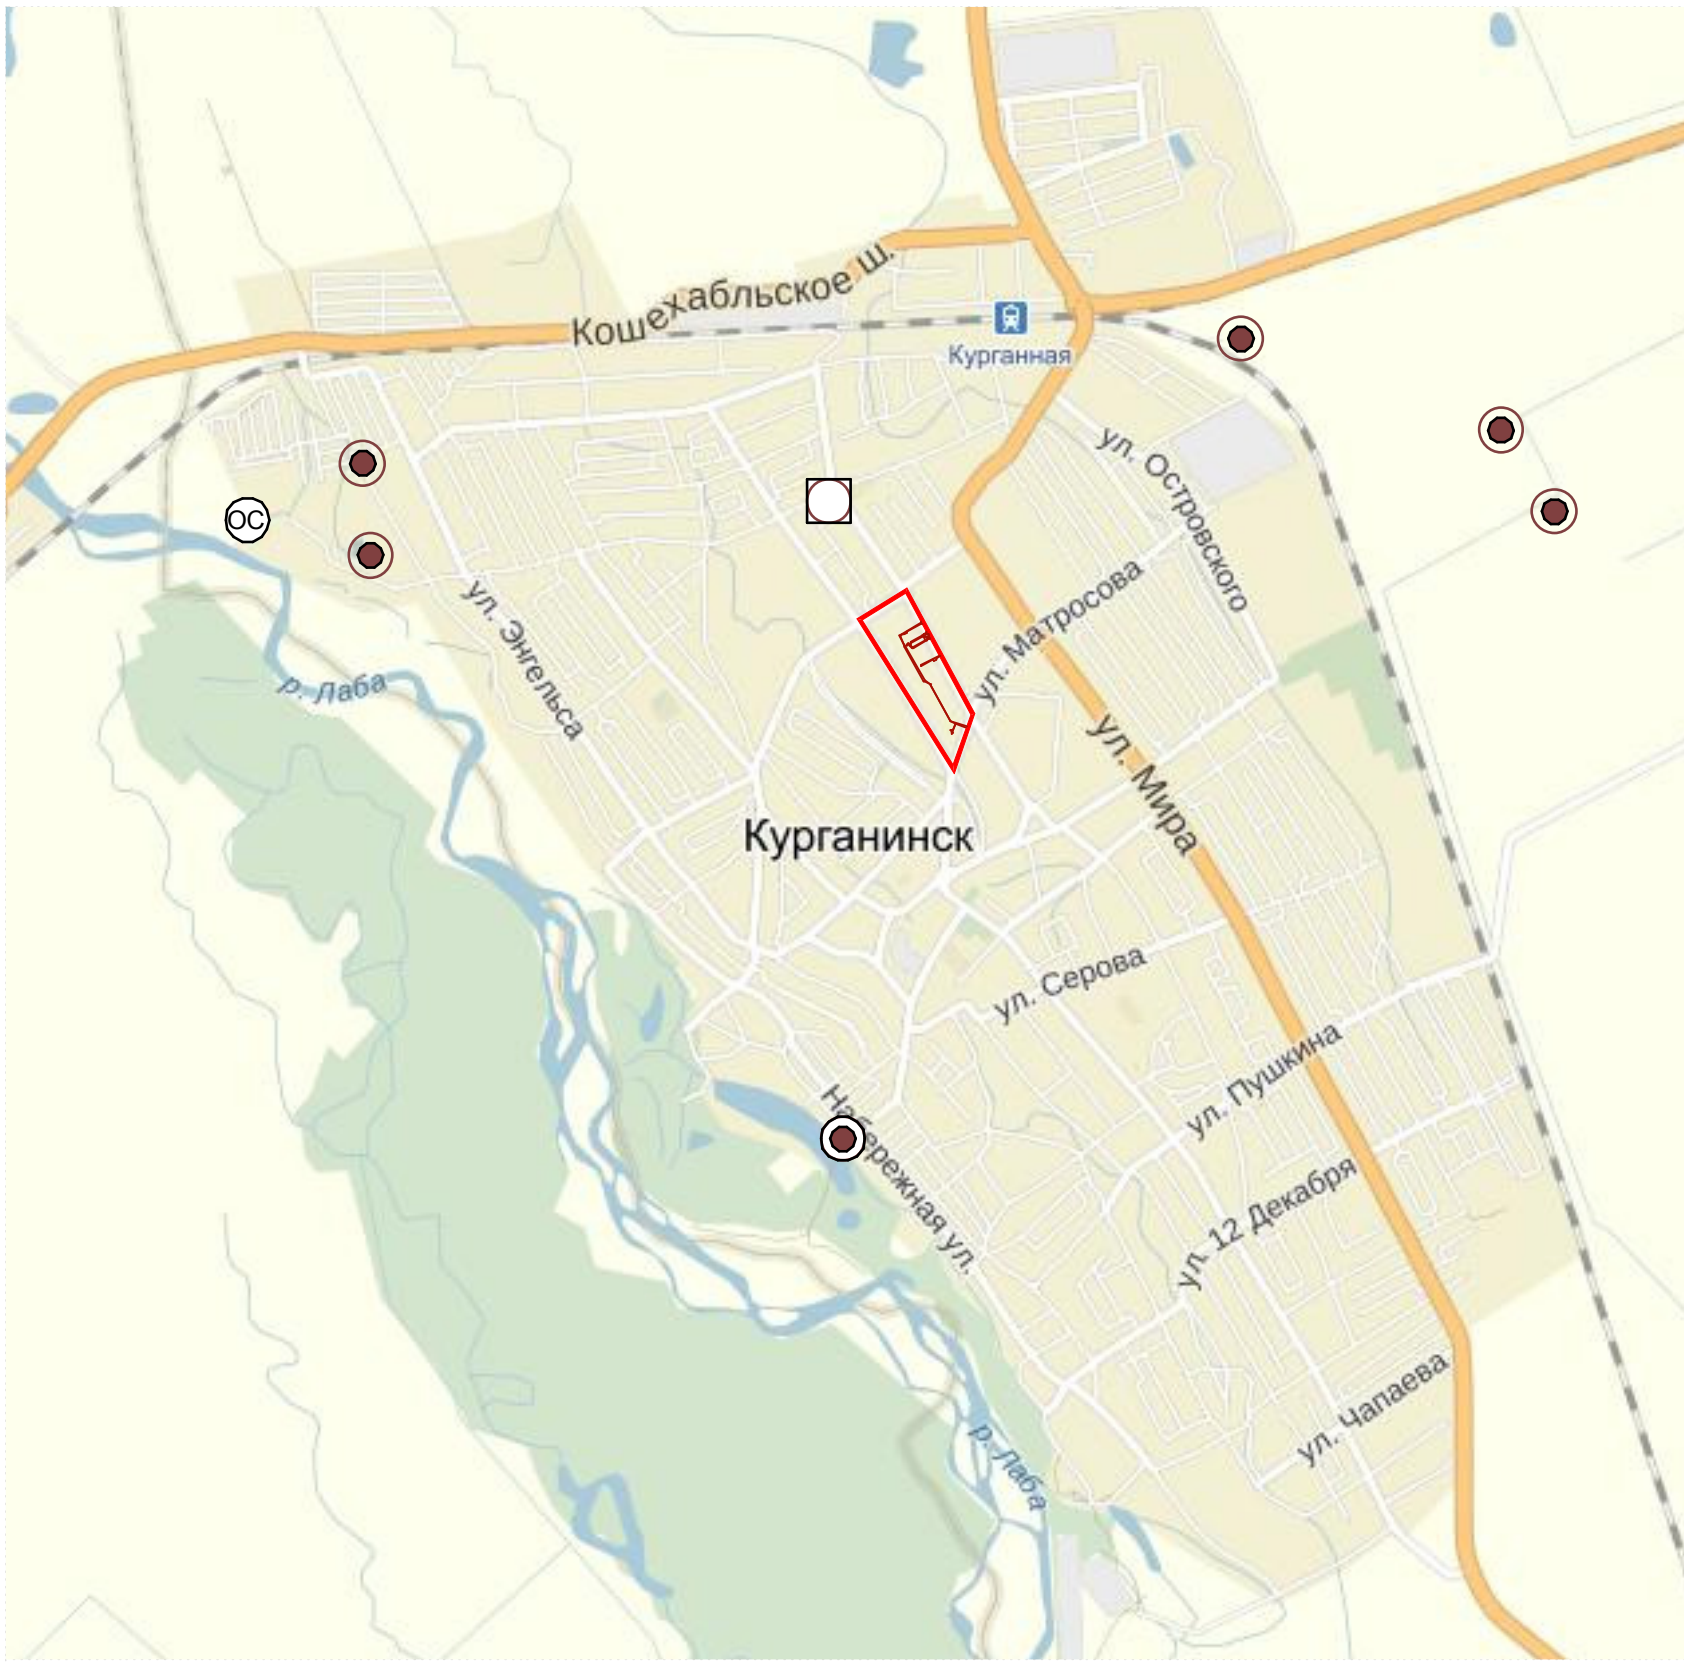 Кошехабльское ш.
Курганная
ул. Островского
ОС
ул. Матросова
ул. Энгельса
р. Лаба
ул. Мира
Курганинск
ул. Серова
ул. Пушкина
Набережная ул.
ул. 12 Декабря
ул. Чапаева
р. Лаба